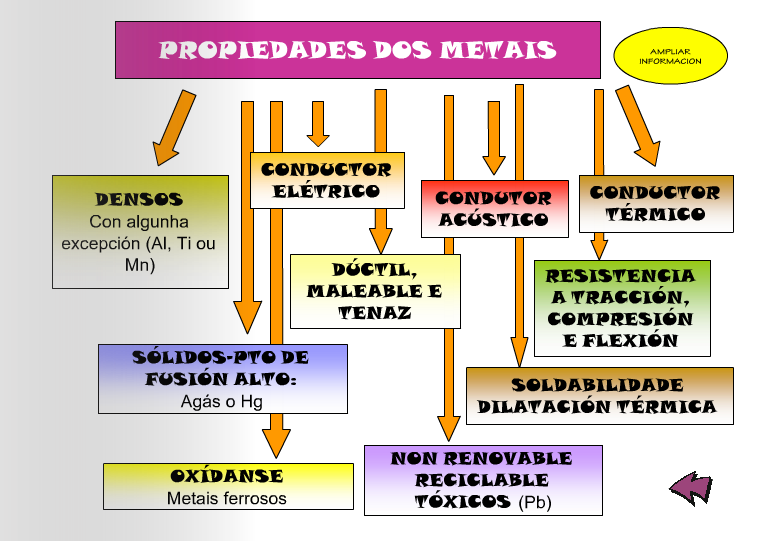 PROPIEDADES DOS METAIS
AMPLIAR
INFORMACION
CONDUCTOR
ELÉTRICO
DENSOS
Con algunha
excepción (Al, Ti ou
Mn)
CONDUTOR
ACÚSTICO
CONDUCTOR
TÉRMICO
DÚCTIL,
MALEABLE E
TENAZ
RESISTENCIA
A TRACCIÓN,
COMPRESIÓN
E FLEXIÓN
SÓLIDOS-PTO DE
FUSIÓN ALTO:
Agás o Hg
SOLDABILIDADE
DILATACIÓN TÉRMICA
OXÍDANSE
Metais ferrosos
NON RENOVABLE
RECICLABLE
TÓXICOS (Pb)